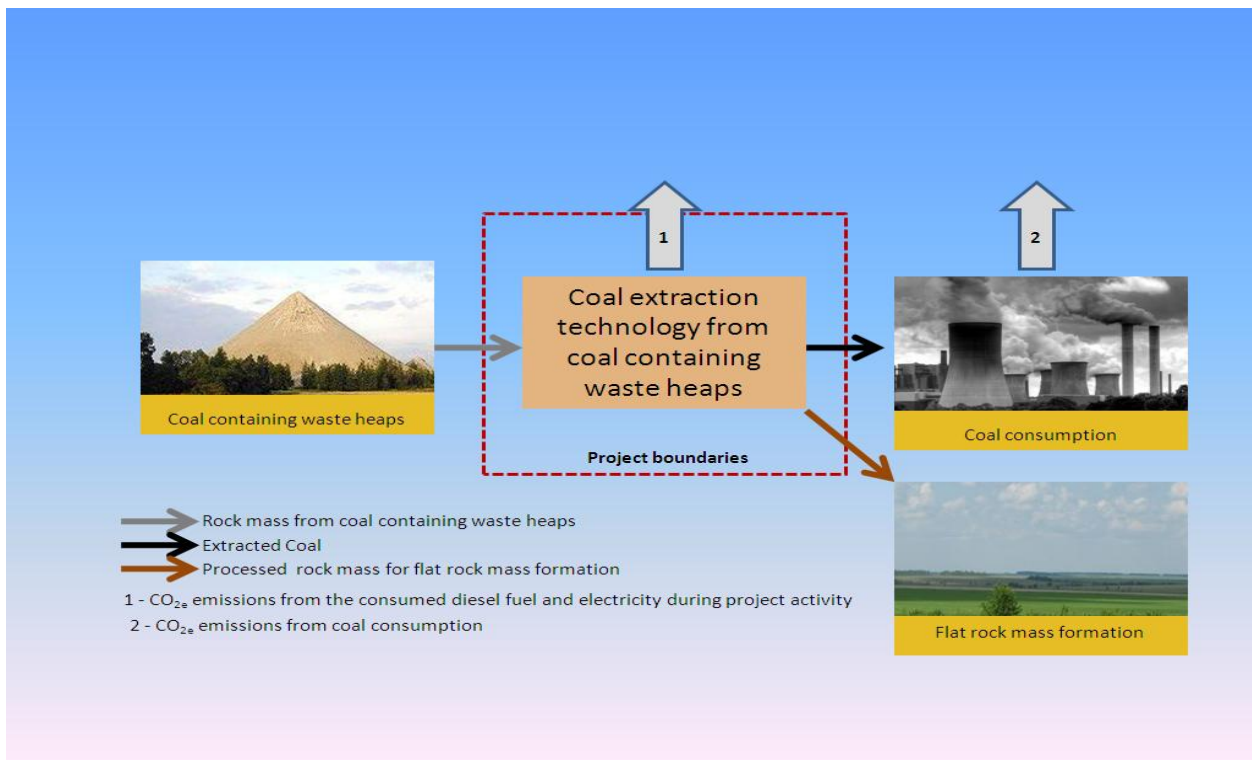 1
2
Coal extraction
technology from
coal containing
waste heaps
Coal containing waste heaps
Coal consumption
Project boundaries
Rock mass from coal containing waste heaps
Extracted Coal
Processed rock mass for flat rock mass formation
1 - CO₂ₑ emissions from the consumed diesel fuel and electricity during project activity
2 - CO₂ₑ emissions from coal consumption
Flat rock mass formation